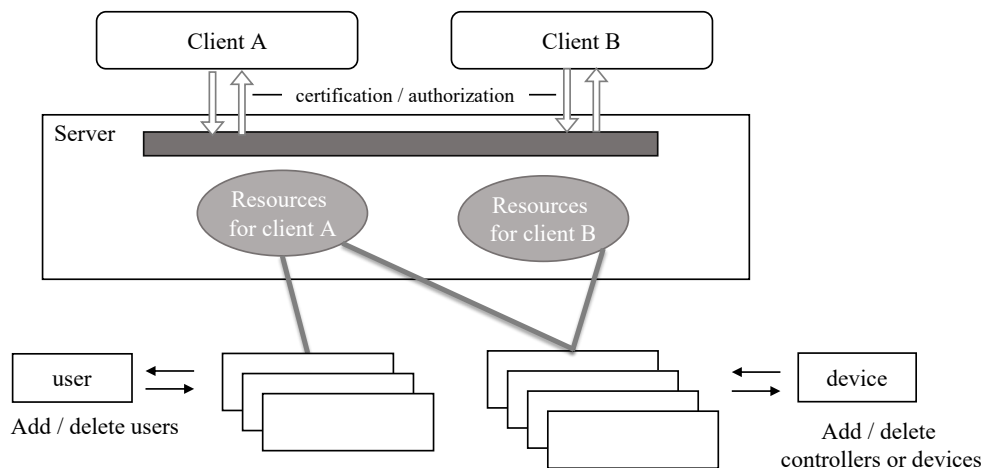 Client A
Client B
certification / authorization
Server
Resources
for client A
Resources
for client B
user
device
Add / delete users
Add / delete
controllers or devices